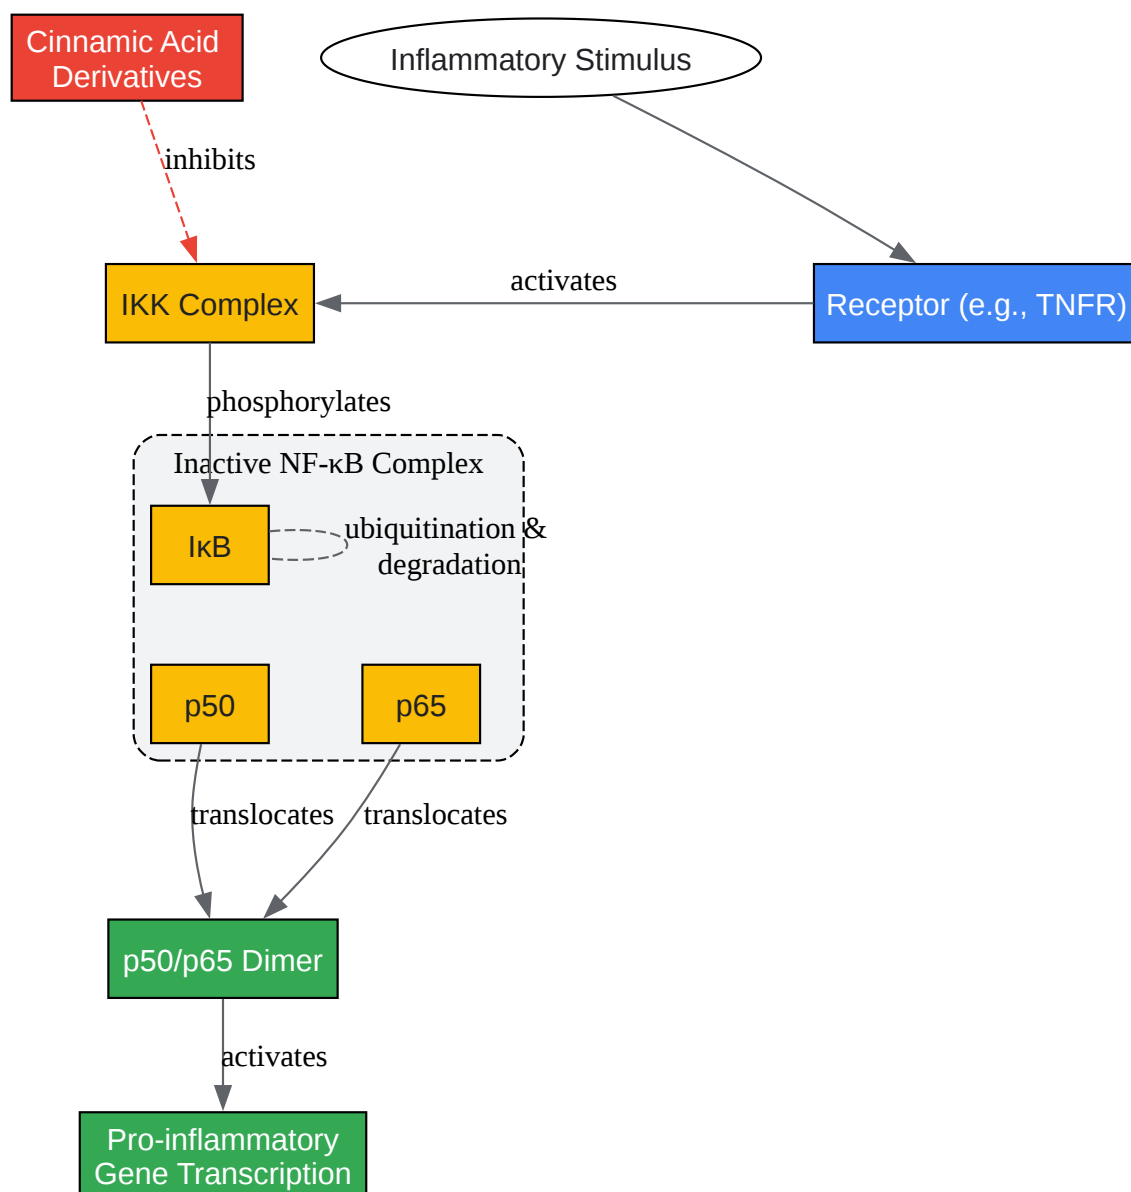 Cinnamic Acid
Derivatives
Inflammatory Stimulus
inhibits
activates
IKK Complex
Receptor (e.g., TNFR)
phosphorylates
Inactive NF-κB Complex
IκB
ubiquitination &
degradation
p50
p65
translocates
translocates
p50/p65 Dimer
activates
Pro-inflammatory
Gene Transcription